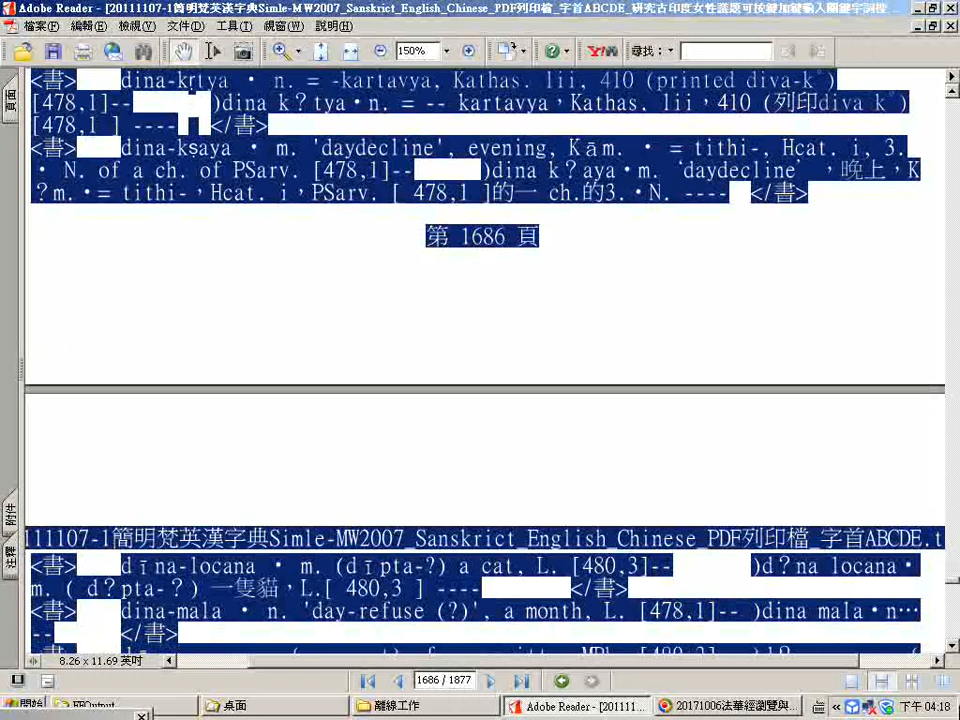 Adobe Reader - [20111107-1簡明梵英漢字典Simle-MW2007_Sanskrict_English_Chinese_PDF列印檔_字首ABCDE_研究古印度女性議題可按鍵加鍵輸入關鍵字詞搜
檔案(F) 編輯(E) 檢視(V) 文件(D) 工具(T) 視窗(W) 說明(H)
150% 尋找:
頁面
<書> dina-kṛtya · n. = -kartavya, Kathas. lii, 410 (printed diva-k°)
[478,1]-- )dina k?tya·n. = -- kartavya，Kathas. lii，410 (列印diva k°)
[478,1 ] ---- </書>
<書> dina-kṣaya · m. 'daydecline', evening, Kām. · = tithi-, Hcat. i, 3.
· N. of a ch. of PSarv. [478,1]-- )dina k?aya·m. ‘daydecline’ ，晚上，K
?m. ·= tithi-，Hcat. i，PSarv. [ 478,1 ]的一 ch.的3.·N. ---- </書>
第 1686 頁
附件
注釋
111107-1簡明梵英漢字典Simle-MW2007_Sanskrict_English_Chinese_PDF列印檔_字首ABCDE.t
<書> dīna-locana · m. (dīpta-?) a cat, L. [480,3]-- )d?na locana·
m. ( d?pta-？) 一隻貓，L.[ 480,3 ] ---- </書>
<書> dina-mala · n. 'day-refuse (?)', a month, L. [478,1]-- )dina mala·n…
-- </書>
8.26 x 11.69 英吋
1686 / 1877
開始 EEOutput 桌面 離線工作 Adobe Reader - [201111... 20171006法華經瀏覽與... « 下午 04:18